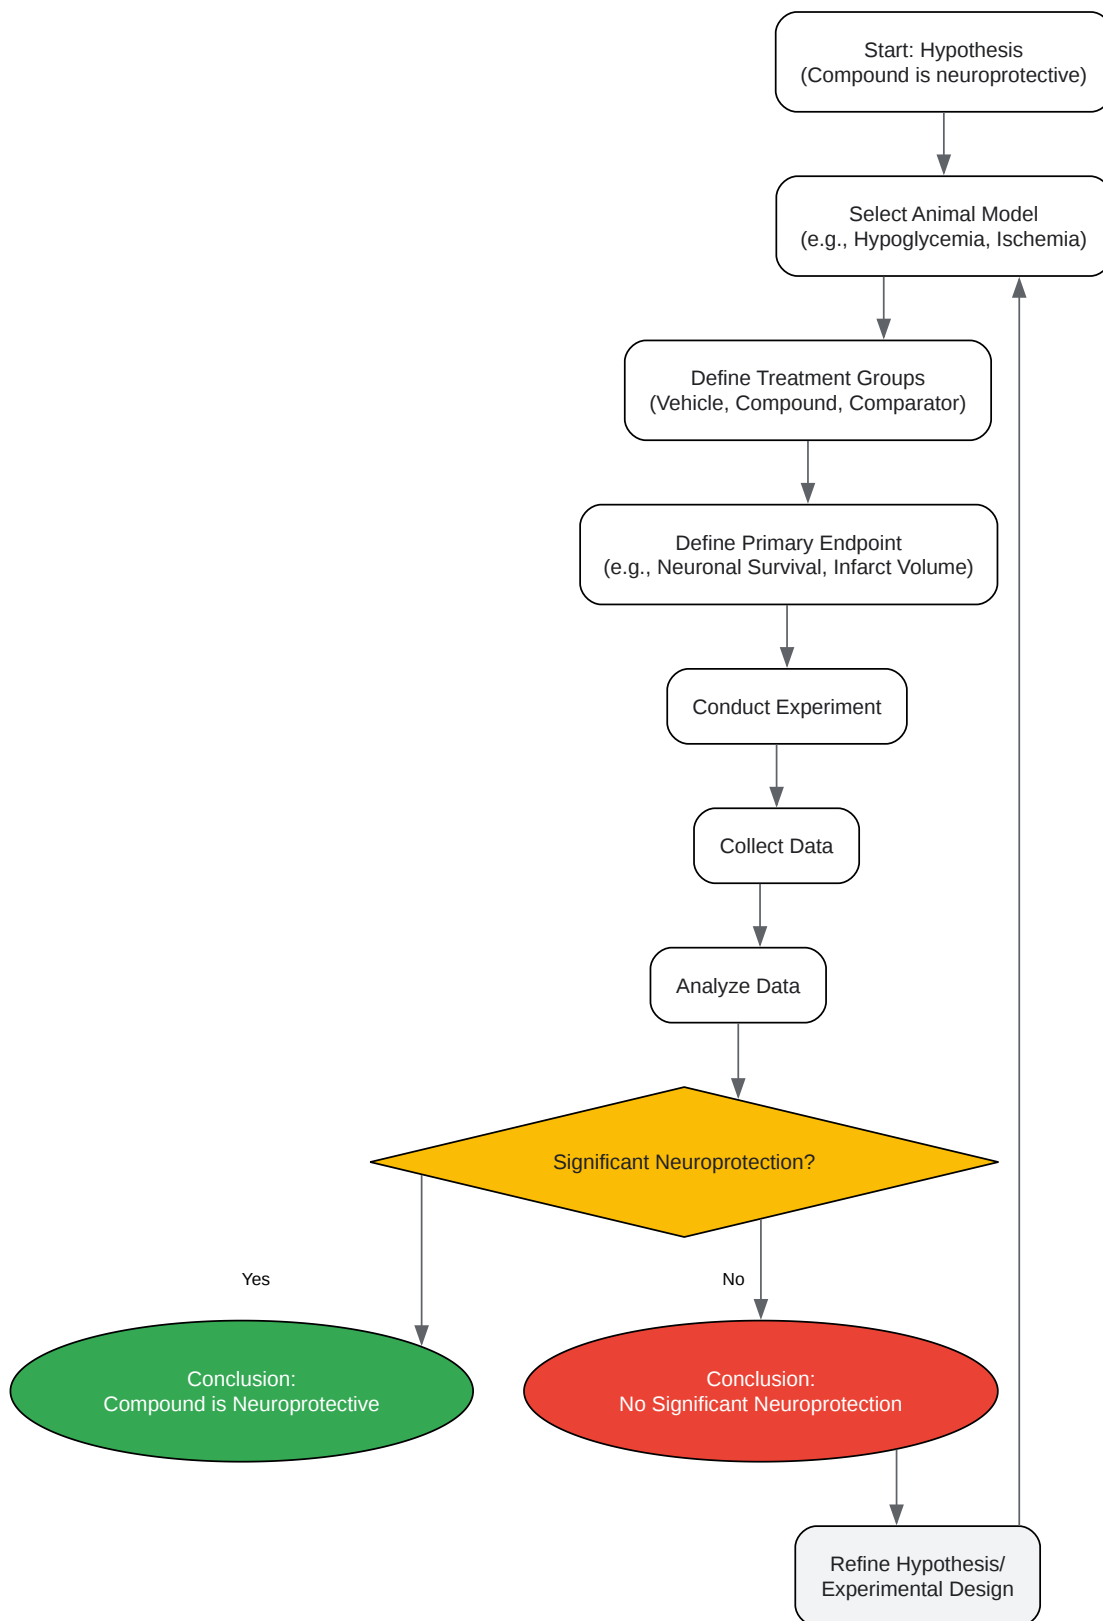 Start: Hypothesis
(Compound is neuroprotective)
Select Animal Model
(e.g., Hypoglycemia, Ischemia)
Define Treatment Groups
(Vehicle, Compound, Comparator)
Define Primary Endpoint
(e.g., Neuronal Survival, Infarct Volume)
Conduct Experiment
Collect Data
Analyze Data
Significant Neuroprotection?
Yes
No
Conclusion:
Compound is Neuroprotective
Conclusion:
No Significant Neuroprotection
Refine Hypothesis/
Experimental Design